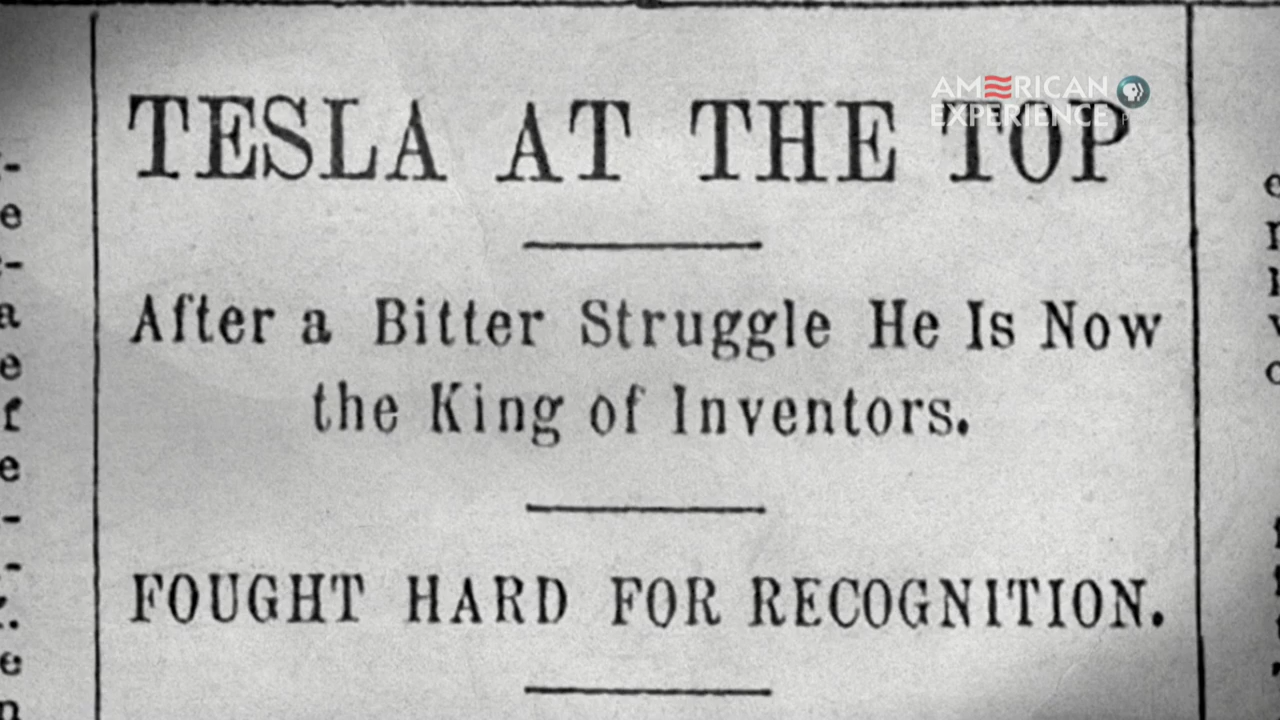 AMERICAN
EXPERIENCE
TESLA AT THE TOP
After a Bitter Struggle He Is Now
the King of Inventors.
FOUGHT HARD FOR RECOGNITION.